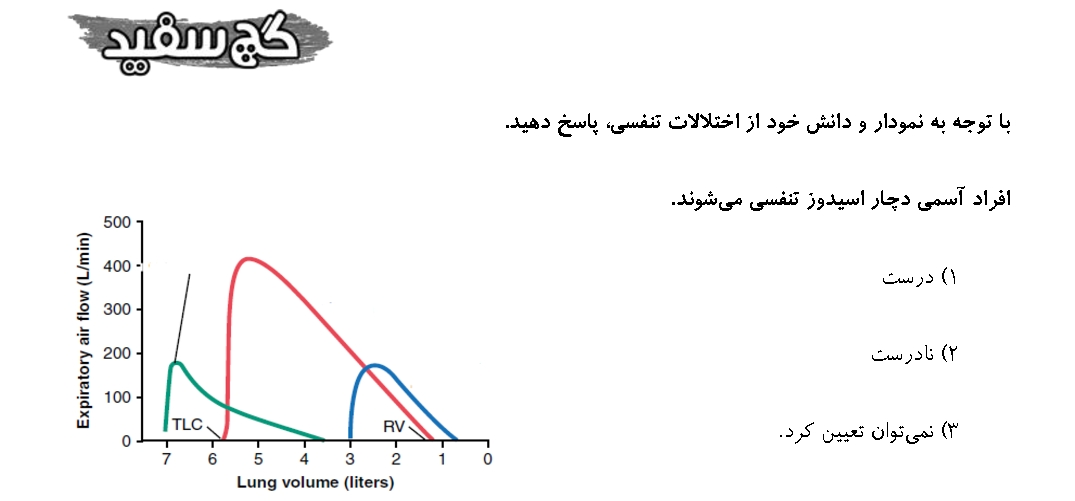 گچ سفید
با توجه به نمودار و دانش خود از اختلالات تنفسی، پاسخ دهید.
افراد آسمی دچار اسیدوز تنفسی می‌شوند.
۱) درست
۲) نادرست
۳) نمی‌توان تعیین کرد.
Expiratory air flow (L/min)
500
400
300
200
100
0
TLC
RV
7 6 5 4 3 2 1 0
Lung volume (liters)